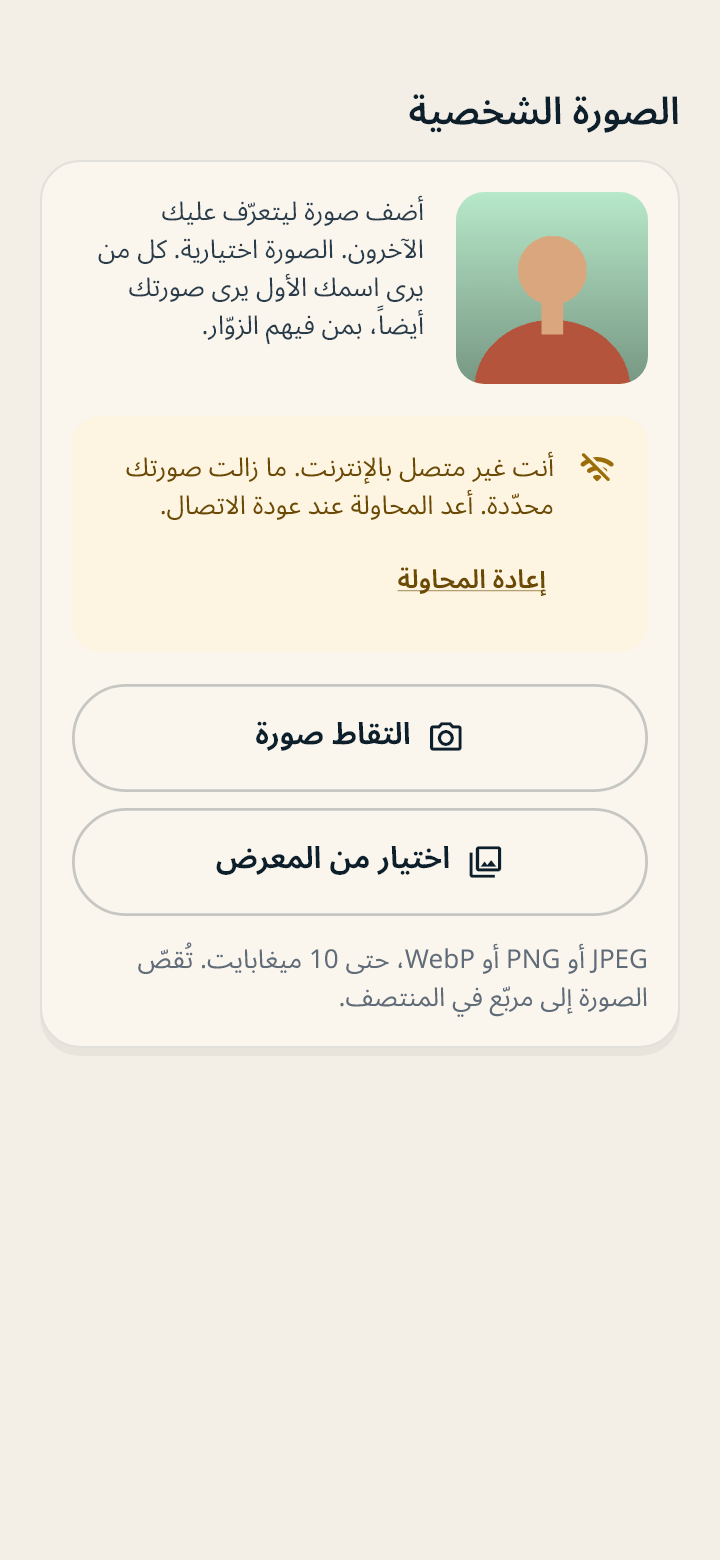 الصورة الشخصية
أضف صورة ليتعرّف عليك
الآخرون. الصورة اختيارية. كل من
يرى اسمك الأول يرى صورتك
أيضاً، بمن فيهم الزوّار.
أنت غير متصل بالإنترنت. ما زالت صورتك
محدّدة. أعد المحاولة عند عودة الاتصال.
إعادة المحاولة
التقاط صورة
اختيار من المعرض
JPEG أو PNG أو WebP، حتى 10 ميغابايت. تُقصّ
الصورة إلى مربّع في المنتصف.